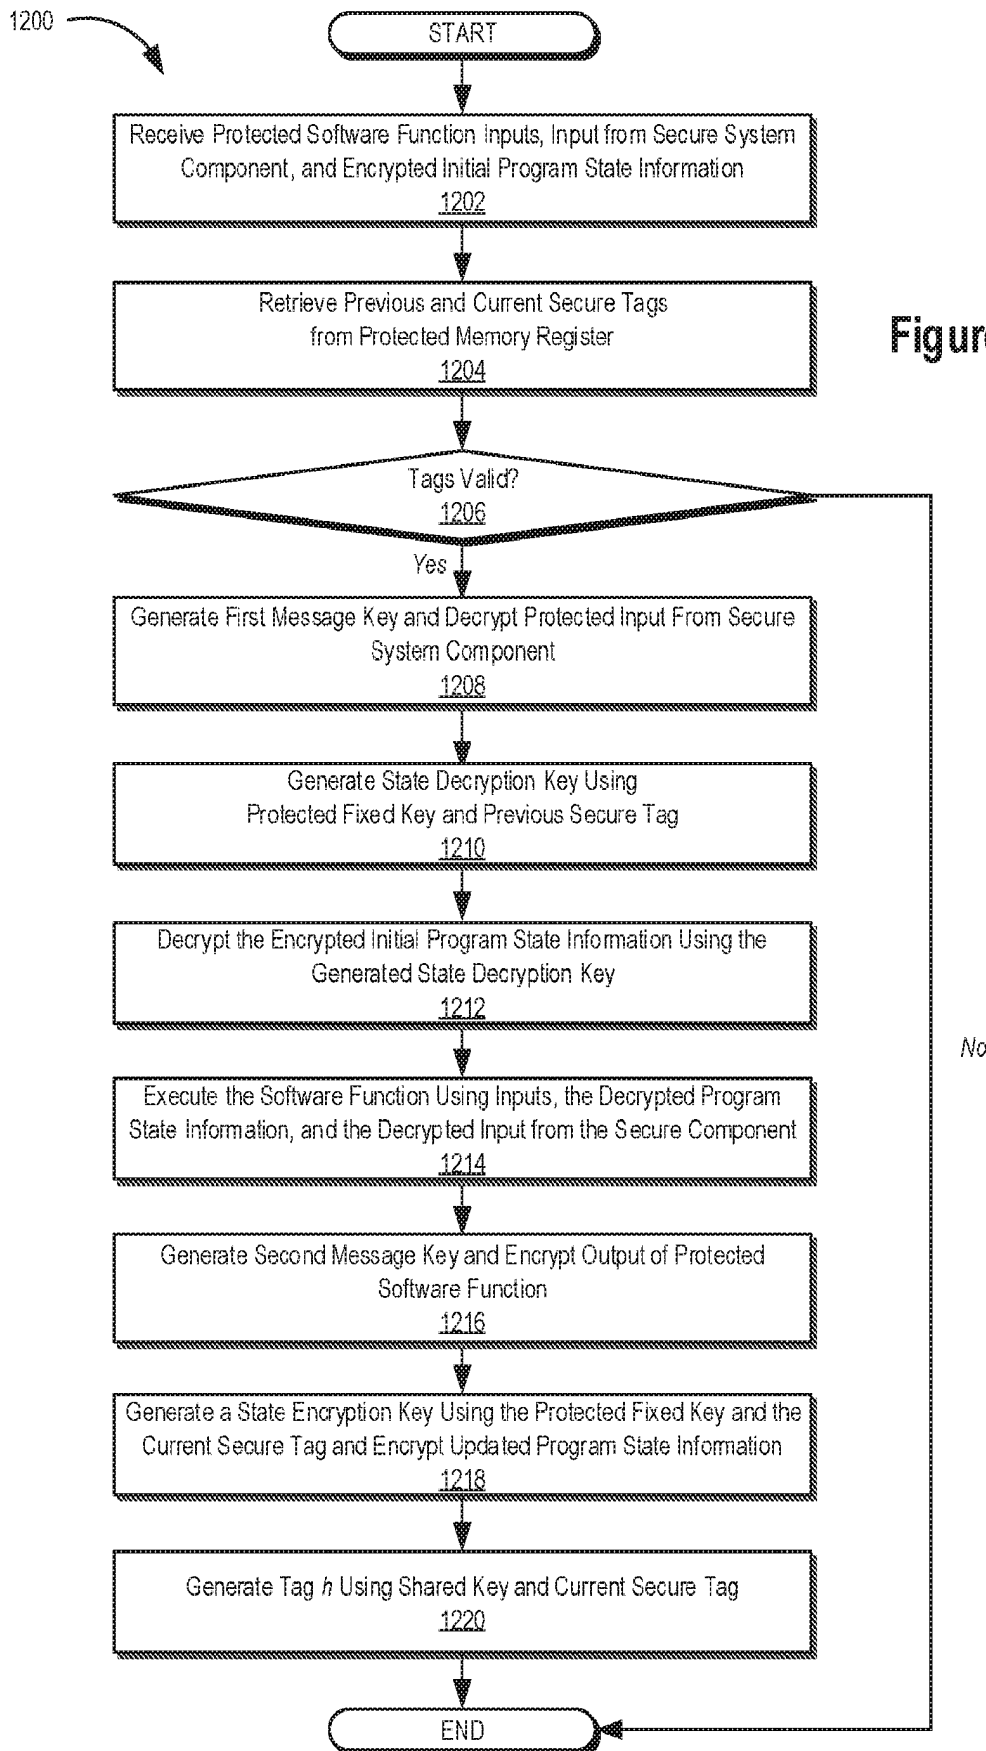 1200
START
Receive Protected Software Function Inputs, Input from Secure System
Component, and Encrypted Initial Program State Information
1202
Retrieve Previous and Current Secure Tags
from Protected Memory Register
1204
Figure
Tags Valid?
1206
Yes
Generate First Message Key and Decrypt Protected Input From Secure
System Component
1208
Generate State Decryption Key Using
Protected Fixed Key and Previous Secure Tag
1210
Decrypt the Encrypted Initial Program State Information Using the
Generated State Decryption Key
1212
No
Execute the Software Function Using Inputs, the Decrypted Program
State Information, and the Decrypted Input from the Secure Component
1214
Generate Second Message Key and Encrypt Output of Protected
Software Function
1216
Generate a State Encryption Key Using the Protected Fixed Key and the
Current Secure Tag and Encrypt Updated Program State Information
1218
Generate Tag h Using Shared Key and Current Secure Tag
1220
END